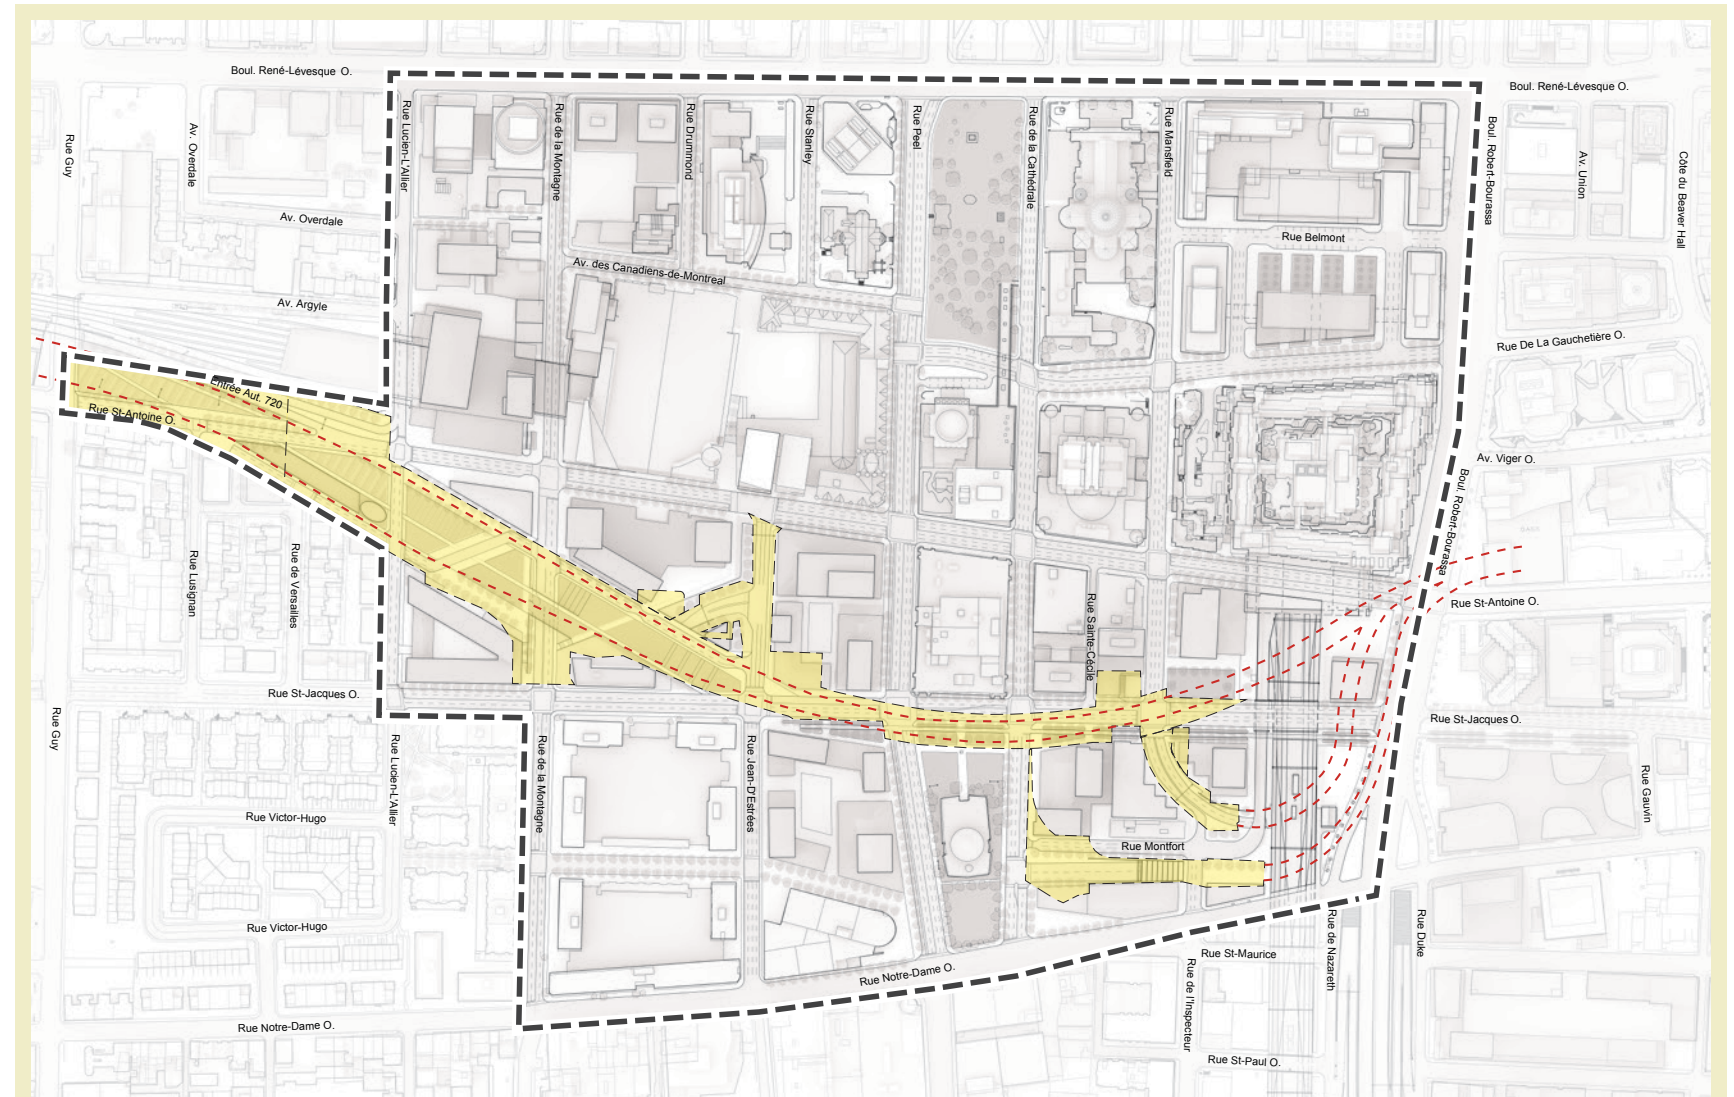 Boul. René-Lévesque O.
Boul. René-Lévesque O.
Rue Guy
Av. Overdale
Rue Lucien-L'Allier
Rue de la Montagne
Rue Drummond
Rue Stanley
Rue Peel
Rue de la Cathédrale
Rue Mansfield
Boul. Robert-Bourassa
Av. Union
Côte du Beaver Hall
Av. Overdale
Rue Belmont
Av. des Canadiens-de-Montreal
Av. Argyle
Rue De La Gauchetière O.
Entrée Aut. 720
Rue St-Antoine O.
Av. Viger O.
Boul. Robert-Bourassa
Rue Lusignan
Rue de Versailles
Rue Sainte-Cécile
Rue St-Antoine O.
Rue St-Jacques O.
Rue St-Jacques O.
Rue Guy
Rue Lucien-L'Allier
Rue de la Montagne
Rue Jean-D'Estrées
Rue Gauvin
Rue Victor-Hugo
Rue Montfort
Rue Victor-Hugo
Rue de Nazareth
Rue Duke
Rue St-Maurice
Rue Notre-Dame O.
Rue de l'Inspecteur
Rue Notre-Dame O.
Rue St-Paul O.